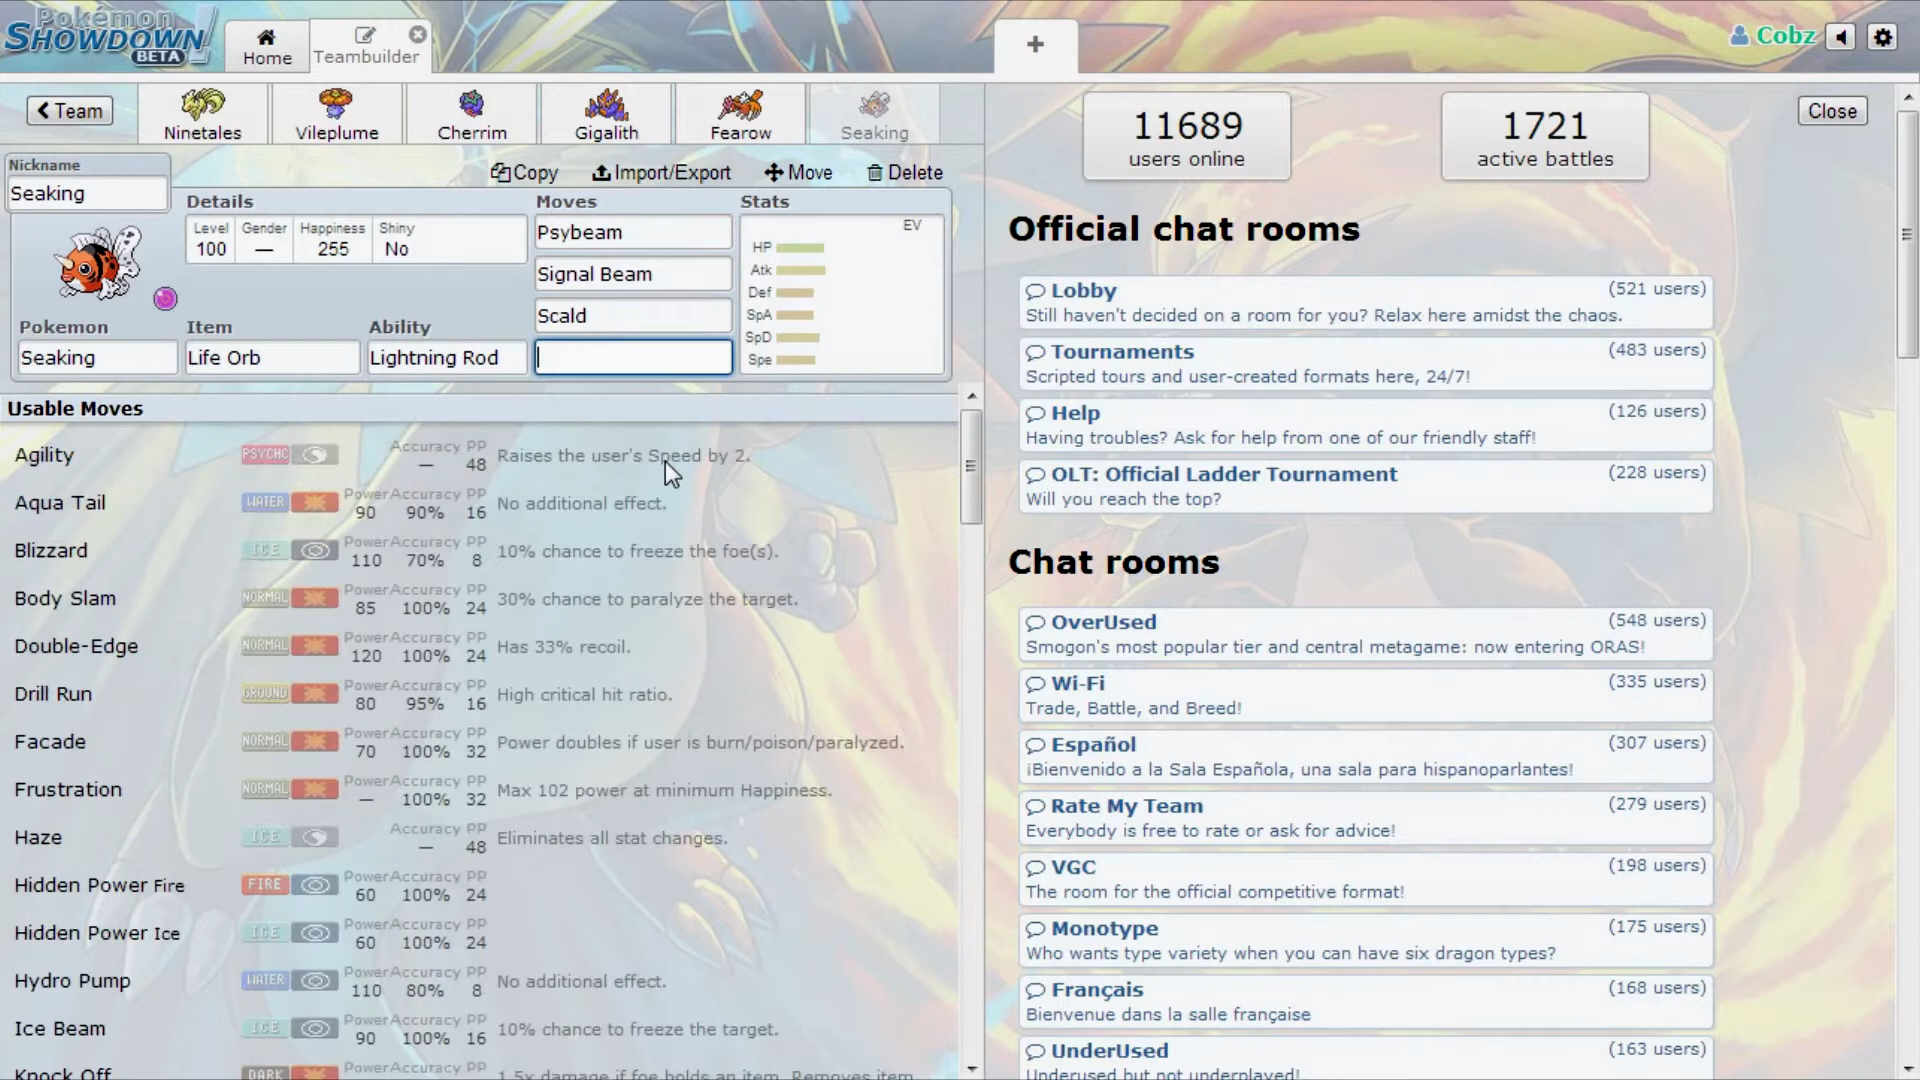 Pokémon
SHOWDOWN!
BETA
Home
Teambuilder
+
Cobz
Team
Ninetales
Vileplume
Cherrim
Gigalith
Fearow
Seaking
Nickname
Seaking
Copy
Import/Export
Move
Delete
Details
Moves
Stats
Level
100
Gender
—
Happiness
255
Shiny
No
Psybeam
Signal Beam
Scald
EV
HP
Atk
Def
SpA
SpD
Spe
Pokemon
Seaking
Item
Life Orb
Ability
Lightning Rod
Usable Moves
Agility PSYCHC Accuracy — PP 48 Raises the user's Speed by 2.
Aqua Tail WATER Power 90 Accuracy 90% PP 16 No additional effect.
Blizzard ICE Power 110 Accuracy 70% PP 8 10% chance to freeze the foe(s).
Body Slam NORMAL Power 85 Accuracy 100% PP 24 30% chance to paralyze the target.
Double-Edge NORMAL Power 120 Accuracy 100% PP 24 Has 33% recoil.
Drill Run GROUND Power 80 Accuracy 95% PP 16 High critical hit ratio.
Facade NORMAL Power 70 Accuracy 100% PP 32 Power doubles if user is burn/poison/paralyzed.
Frustration NORMAL Power — Accuracy 100% PP 32 Max 102 power at minimum Happiness.
Haze ICE Accuracy — PP 48 Eliminates all stat changes.
Hidden Power Fire FIRE Power 60 Accuracy 100% PP 24
Hidden Power Ice ICE Power 60 Accuracy 100% PP 24
Hydro Pump WATER Power 110 Accuracy 80% PP 8 No additional effect.
Ice Beam ICE Power 90 Accuracy 100% PP 16 10% chance to freeze the target.
Knock Off DARK Power Accuracy PP 1.5x damage if foe holds an item. Removes item.
11689
users online
1721
active battles
Close
Official chat rooms
Lobby (521 users)
Still haven't decided on a room for you? Relax here amidst the chaos.
Tournaments (483 users)
Scripted tours and user-created formats here, 24/7!
Help (126 users)
Having troubles? Ask for help from one of our friendly staff!
OLT: Official Ladder Tournament (228 users)
Will you reach the top?
Chat rooms
OverUsed (548 users)
Smogon's most popular tier and central metagame: now entering ORAS!
Wi-Fi (335 users)
Trade, Battle, and Breed!
Español (307 users)
¡Bienvenido a la Sala Española, una sala para hispanoparlantes!
Rate My Team (279 users)
Everybody is free to rate or ask for advice!
VGC (198 users)
The room for the official competitive format!
Monotype (175 users)
Who wants type variety when you can have six dragon types?
Français (168 users)
Bienvenue dans la salle française
UnderUsed (163 users)
Underused but not underplayed!